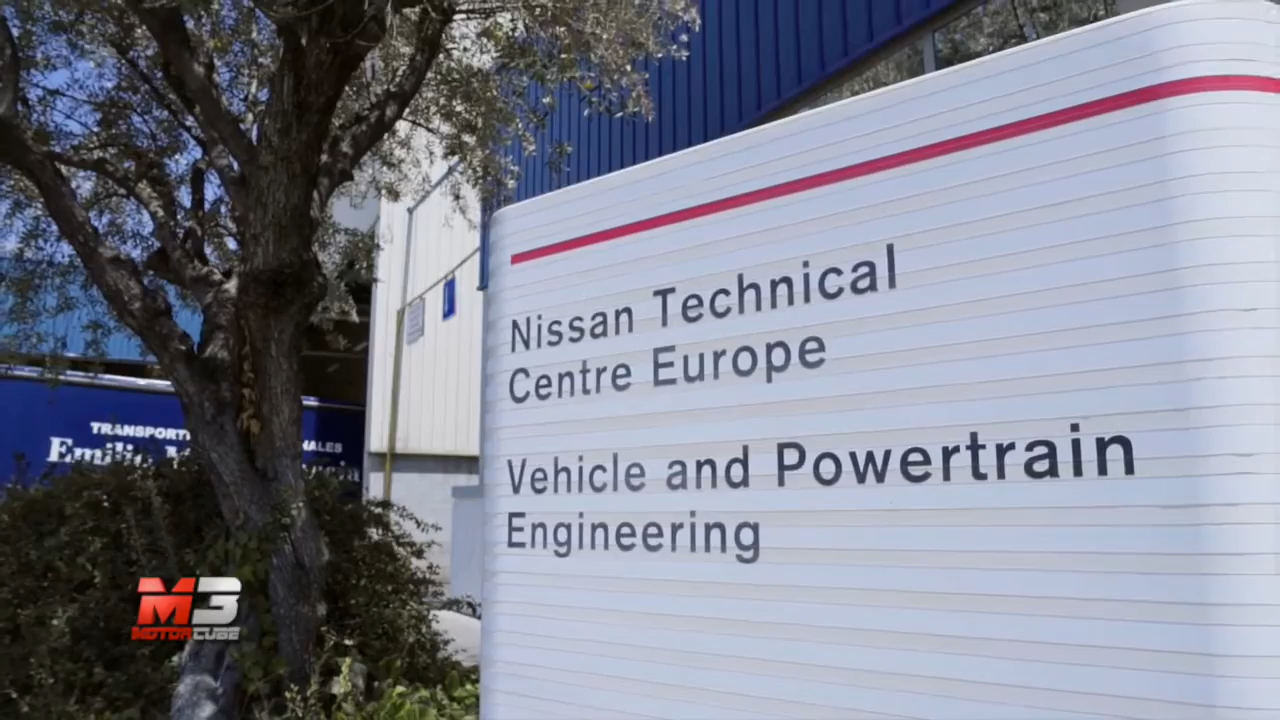 Nissan Technical
Centre Europe
Vehicle and Powertrain
Engineering
TRANSPORT
M3
MOTORCUBE